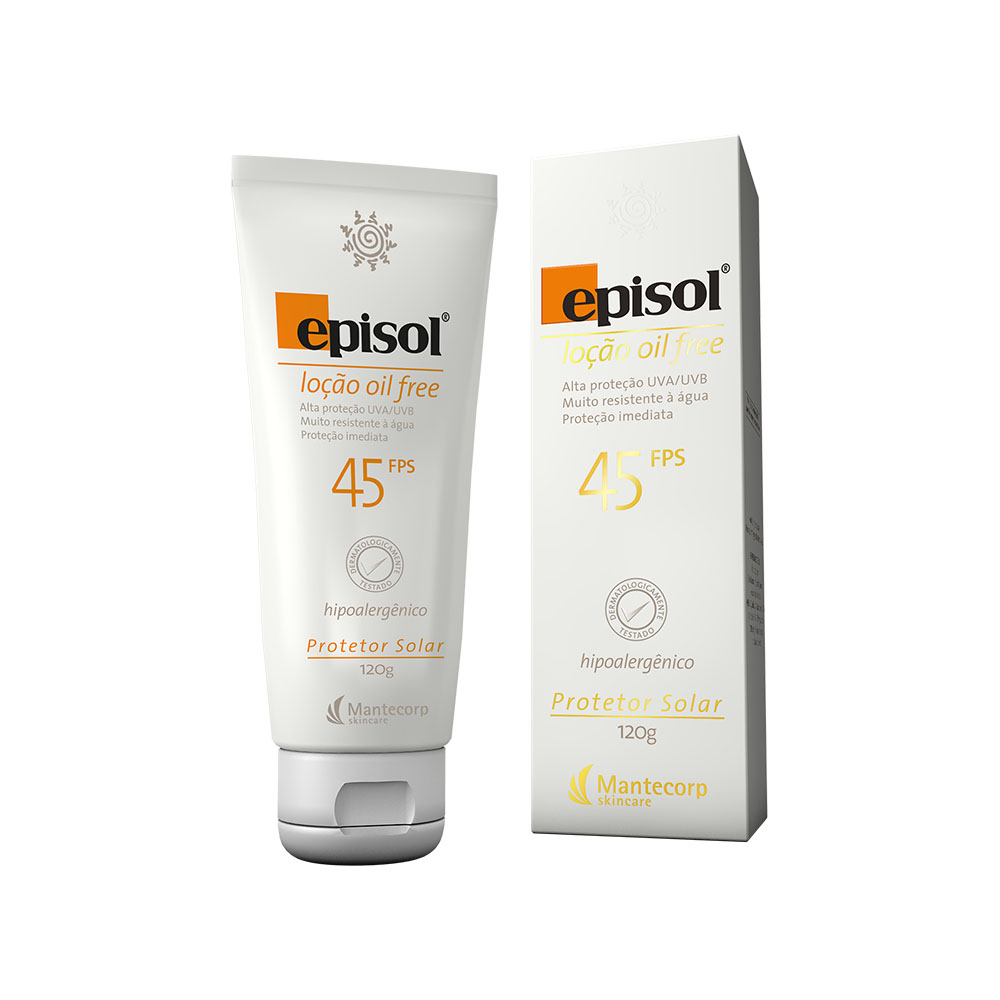 episol®
loção oil free
Alta proteção UVA/UVB
Muito resistente à água
Proteção imediata
45 FPS
DERMATOLOGICAMENTE
TESTADO
hipoalergênico
Protetor Solar
120g
Mantecorp
skincare
episol®
loção oil free
Alta proteção UVA/UVB
Muito resistente à água
Proteção imediata
45 FPS
DERMATOLOGICAMENTE
TESTADO
hipoalergênico
Protetor Solar
120g
Mantecorp
skincare